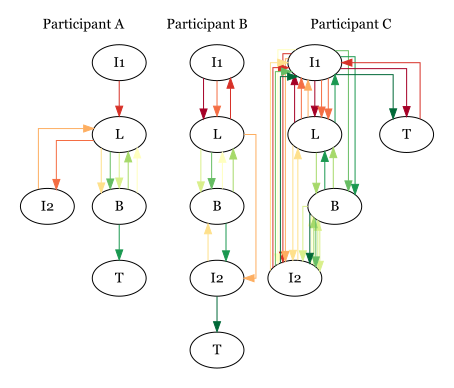 Participant A Participant B Participant C
I1 I1 I1
L L L T
I2 B B B
T I2 I2
T